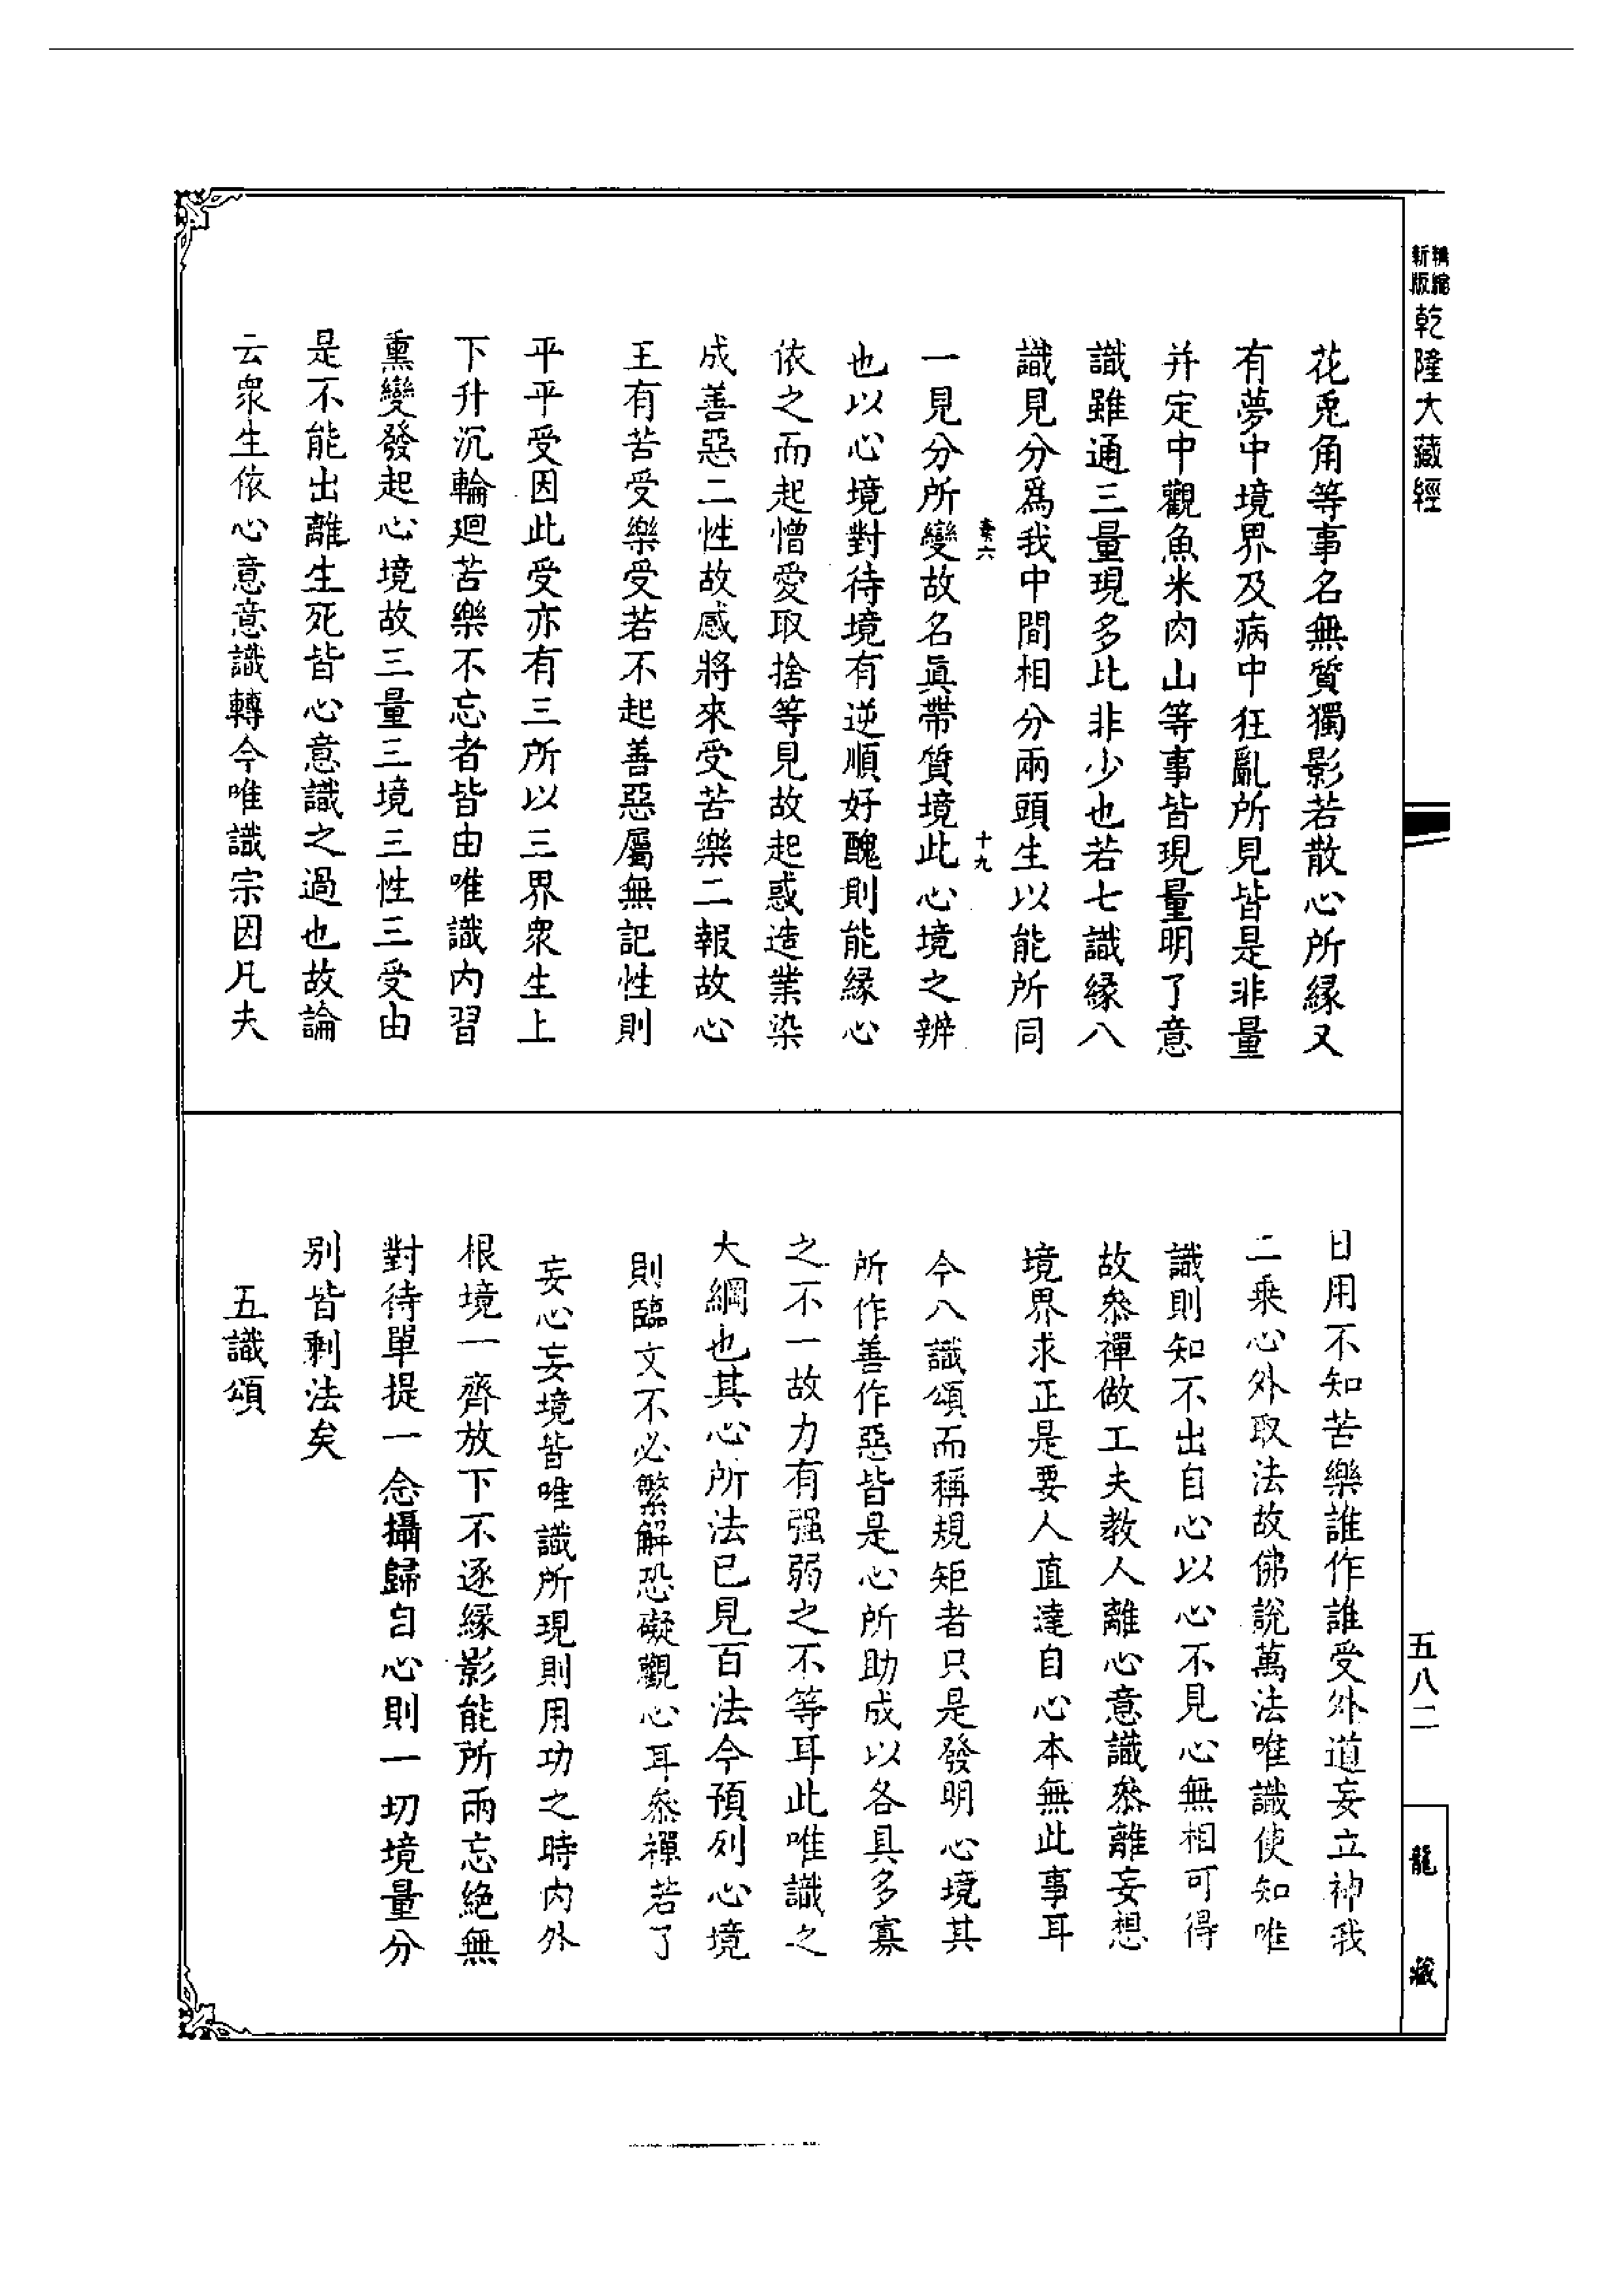 精縮新版
乾隆大藏經
花兎角等事名無質獨影若散心所緣又
有夢中境界及病中狂亂所見皆是非量
并定中觀魚米肉山等事皆現量明了意
識雖通三量現多比非少也若七識緣八
識見分爲我中間相分兩頭生以能所同
素六
十九
一見分所變故名眞帶質境此心境之辨
也以心境對待境有逆順好醜則能緣心
依之而起憎愛取捨等見故起惑造業染
成善惡二性故感將來受苦樂二報故心
王有苦受樂受若不起善惡屬無記性則
平平受因此受亦有三所以三界衆生上
下升沉輪廻苦樂不忘者皆由唯識內習
熏變發起心境故三量三境三性三受由
是不能出離生死皆心意識之過也故論
云衆生依心意意識轉今唯識宗因凡夫
日用不知苦樂誰作誰受外道妄立神我
二乘心外取法故佛說萬法唯識使知唯
識則知不出自心以心不見心無相可得
故叅禪做工夫教人離心意識叅離妄想
境界求正是要人直達自心本無此事耳
今八識頌而稱規矩者只是發明心境其
所作善作惡皆是心所助成以各具多寡
之不一故力有强弱之不等耳此唯識之
大綱也其心所法已見百法今預列心境
則臨文不必繁解恐礙觀心耳叅禪若了
妄心妄境皆唯識所現則用功之時內外
根境一齊放下不逐緣影能所兩忘絶無
對待單提一念攝歸自心則一切境量分
别皆剩法矣
五識頌
五八二
龍藏